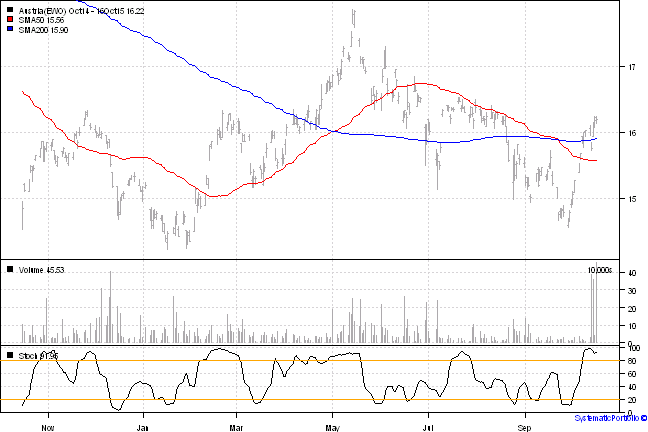 Austria(EWO) Oct14 - 16Oct15 16.22
SMA50 15.56
SMA200 15.90
17
16
15
Volume 45.53
10,000s
40
30
20
10
0
Stoch 91.95
100
80
60
40
20
0
Nov Jan Mar May Jul Sep
SystematicPortfolio ©